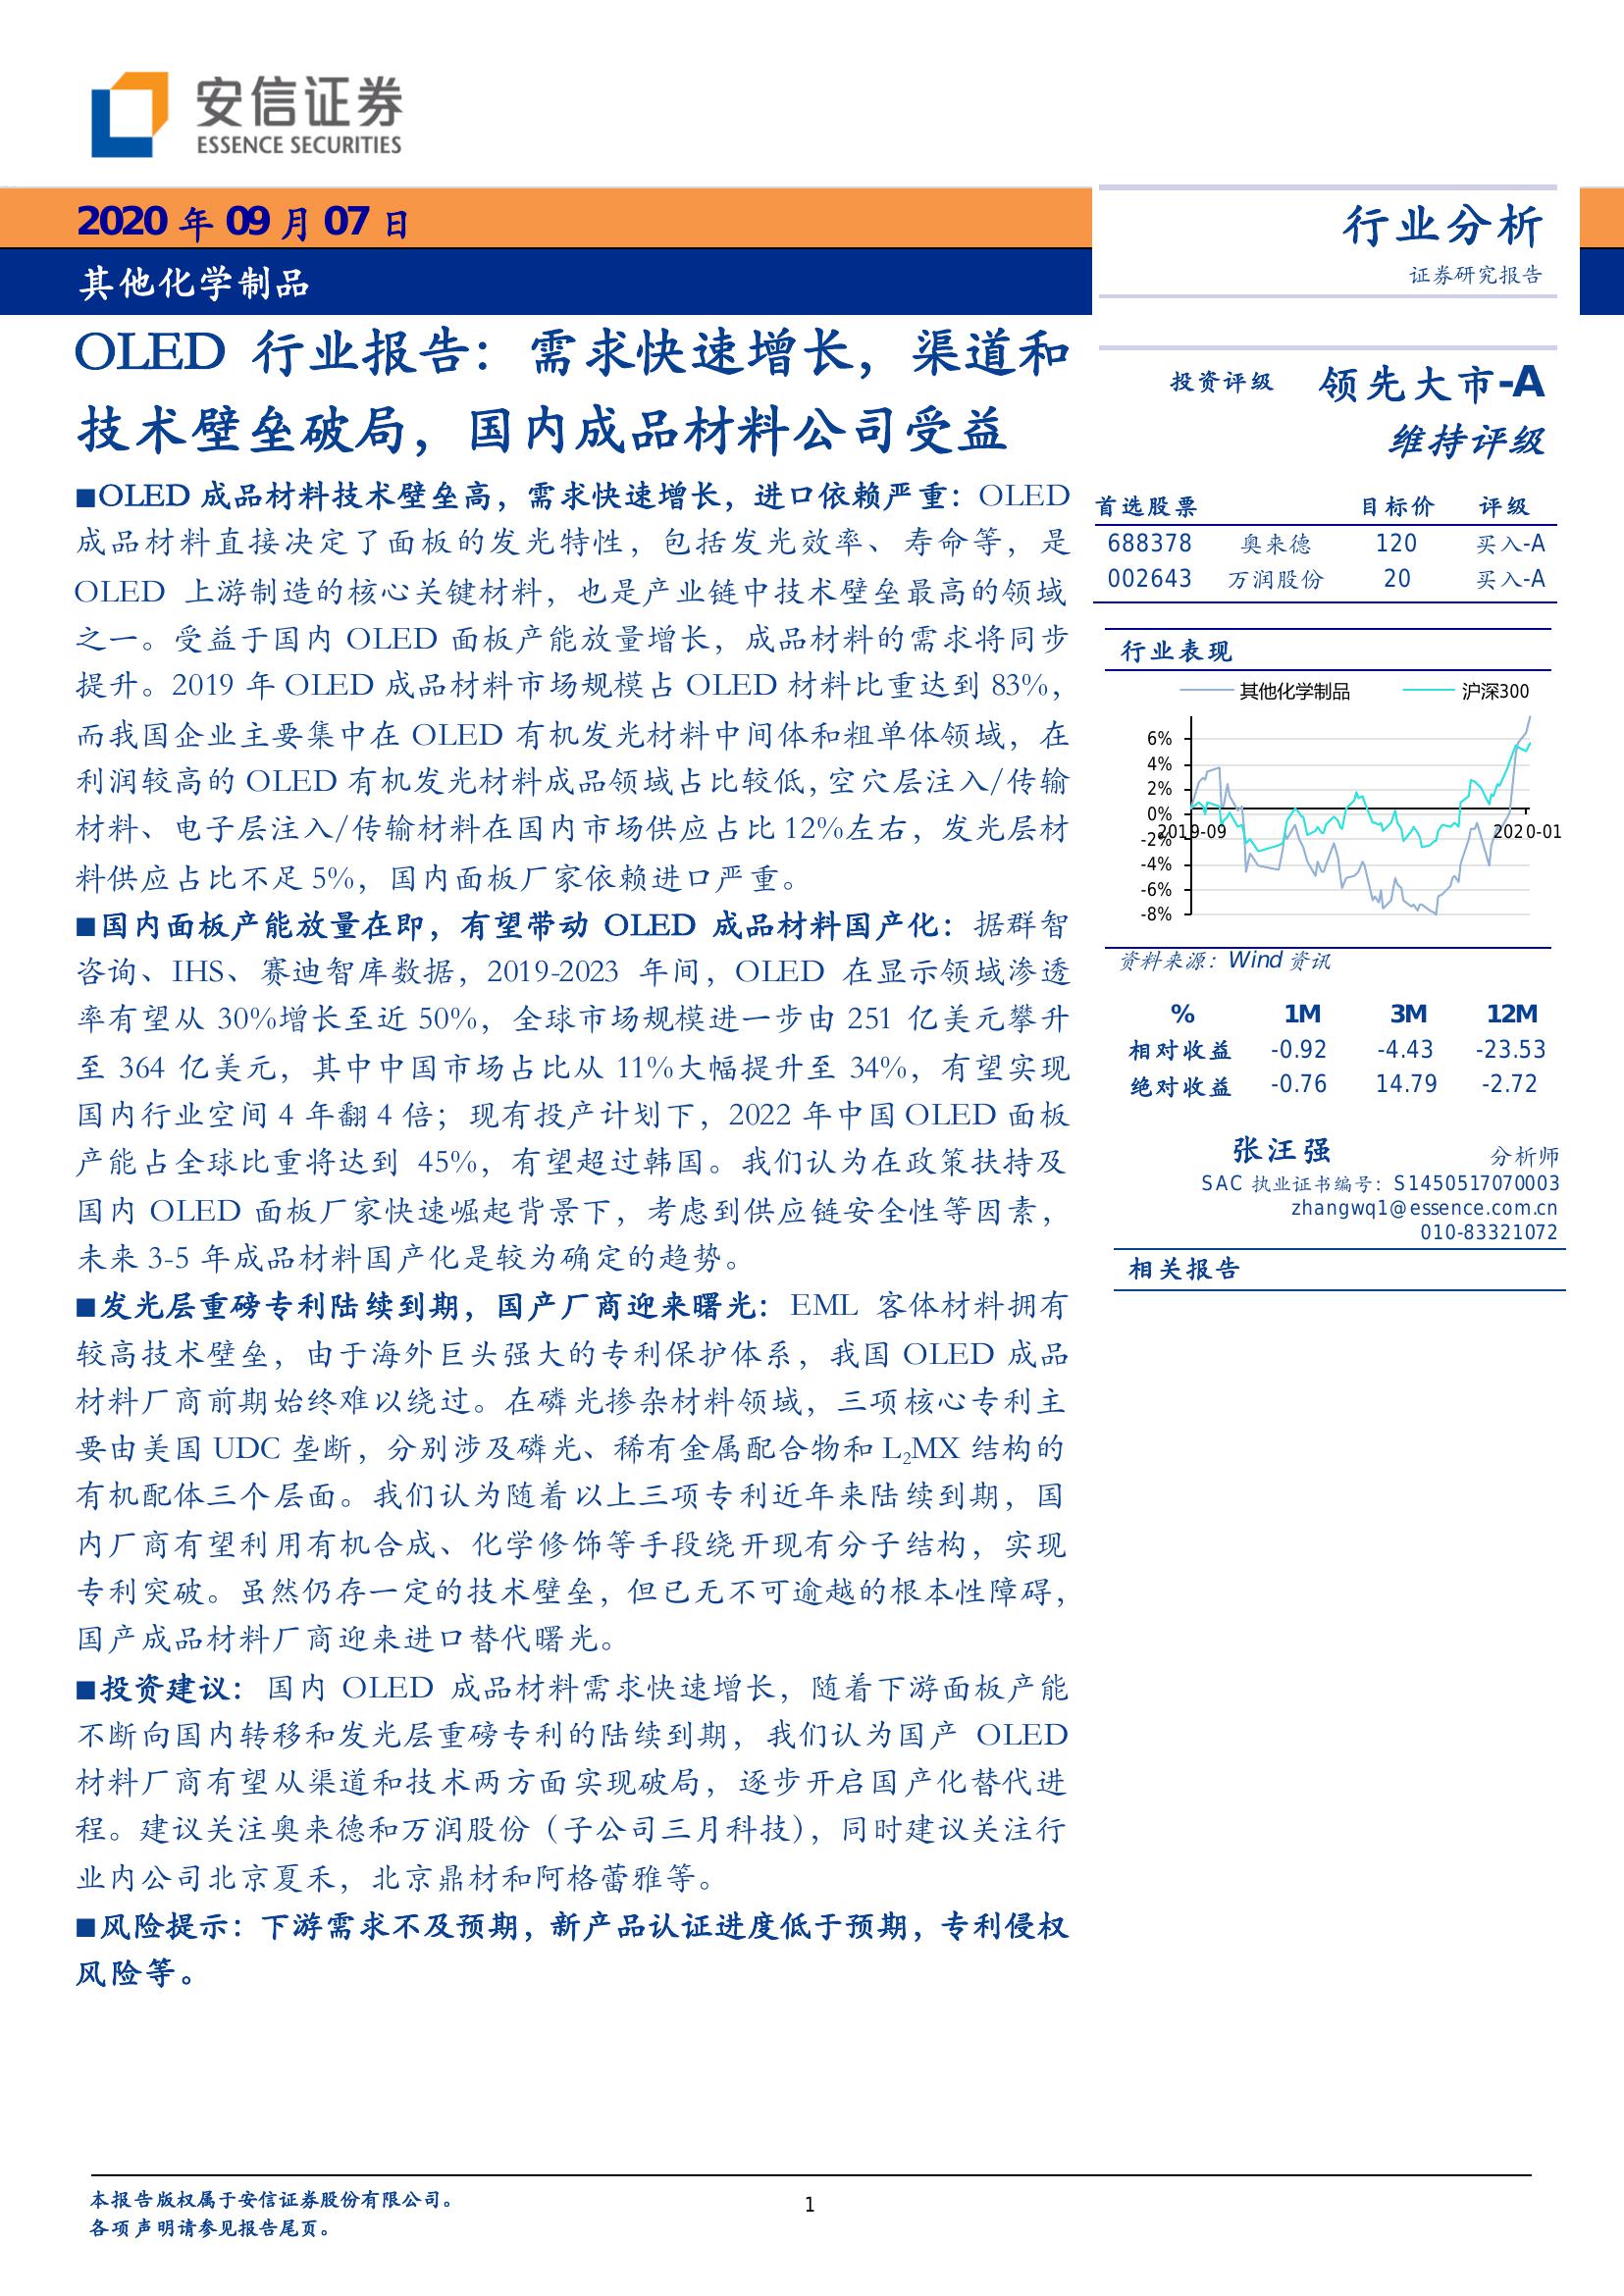 安信证券
ESSENCE SECURITIES
2020 年 09 月 07 日
其他化学制品
行业分析
证券研究报告
OLED 行业报告：需求快速增长，渠道和
技术壁垒破局，国内成品材料公司受益
■OLED 成品材料技术壁垒高，需求快速增长，进口依赖严重：OLED
成品材料直接决定了面板的发光特性，包括发光效率、寿命等，是
OLED 上游制造的核心关键材料，也是产业链中技术壁垒最高的领域
之一。受益于国内 OLED 面板产能放量增长，成品材料的需求将同步
提升。2019 年 OLED 成品材料市场规模占 OLED 材料比重达到 83%，
而我国企业主要集中在 OLED 有机发光材料中间体和粗单体领域，在
利润较高的 OLED 有机发光材料成品领域占比较低，空穴层注入/传输
材料、电子层注入/传输材料在国内市场供应占比 12%左右，发光层材
料供应占比不足 5%，国内面板厂家依赖进口严重。
■国内面板产能放量在即，有望带动 OLED 成品材料国产化：据群智
咨询、IHS、赛迪智库数据，2019-2023 年间，OLED 在显示领域渗透
率有望从 30%增长至近 50%，全球市场规模进一步由 251 亿美元攀升
至 364 亿美元，其中中国市场占比从 11%大幅提升至 34%，有望实现
国内行业空间 4 年翻 4 倍；现有投产计划下，2022 年中国 OLED 面板
产能占全球比重将达到 45%，有望超过韩国。我们认为在政策扶持及
国内 OLED 面板厂家快速崛起背景下，考虑到供应链安全性等因素，
未来 3-5 年成品材料国产化是较为确定的趋势。
■发光层重磅专利陆续到期，国产厂商迎来曙光：EML 客体材料拥有
较高技术壁垒，由于海外巨头强大的专利保护体系，我国 OLED 成品
材料厂商前期始终难以绕过。在磷光掺杂材料领域，三项核心专利主
要由美国 UDC 垄断，分别涉及磷光、稀有金属配合物和 L₂MX 结构的
有机配体三个层面。我们认为随着以上三项专利近年来陆续到期，国
内厂商有望利用有机合成、化学修饰等手段绕开现有分子结构，实现
专利突破。虽然仍存一定的技术壁垒，但已无不可逾越的根本性障碍，
国产成品材料厂商迎来进口替代曙光。
■投资建议：国内 OLED 成品材料需求快速增长，随着下游面板产能
不断向国内转移和发光层重磅专利的陆续到期，我们认为国产 OLED
材料厂商有望从渠道和技术两方面实现破局，逐步开启国产化替代进
程。建议关注奥来德和万润股份（子公司三月科技），同时建议关注行
业内公司北京夏禾，北京鼎材和阿格蕾雅等。
■风险提示：下游需求不及预期，新产品认证进度低于预期，专利侵权
风险等。
投资评级 领先大市-A
维持评级
首选股票 目标价 评级
688378 奥来德 120 买入-A
002643 万润股份 20 买入-A
行业表现
其他化学制品 沪深300
6%
4%
2%
0%
2019-09 2020-01
-2%
-4%
-6%
-8%
资料来源：Wind 资讯
% 1M 3M 12M
相对收益 -0.92 -4.43 -23.53
绝对收益 -0.76 14.79 -2.72
张汪强 分析师
SAC 执业证书编号：S1450517070003
zhangwq1@essence.com.cn
010-83321072
相关报告
本报告版权属于安信证券股份有限公司。
各项声明请参见报告尾页。
1